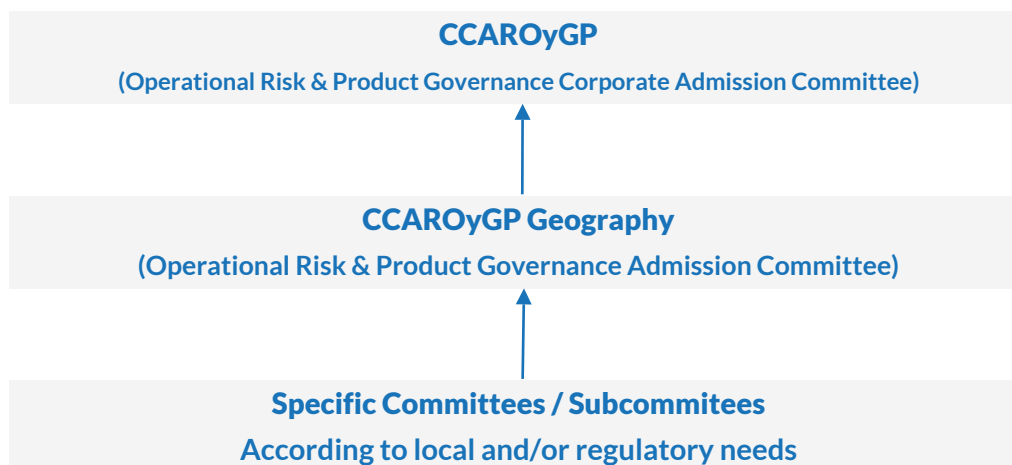 CCAROyGP
(Operational Risk & Product Governance Corporate Admission Committee)
CCAROyGP Geography
(Operational Risk & Product Governance Admission Committee)
Specific Committees / Subcommitees
According to local and/or regulatory needs